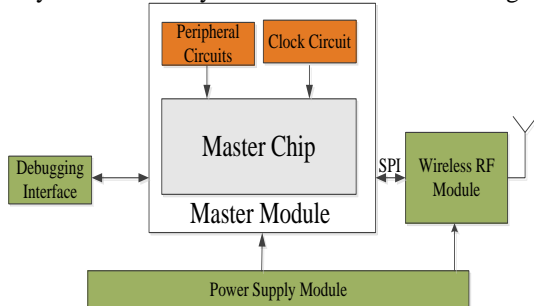 Peripheral
Circuits
Clock Circuit
Master Chip
Master Module
Debugging
Interface
SPI
Wireless RF
Module
Power Supply Module